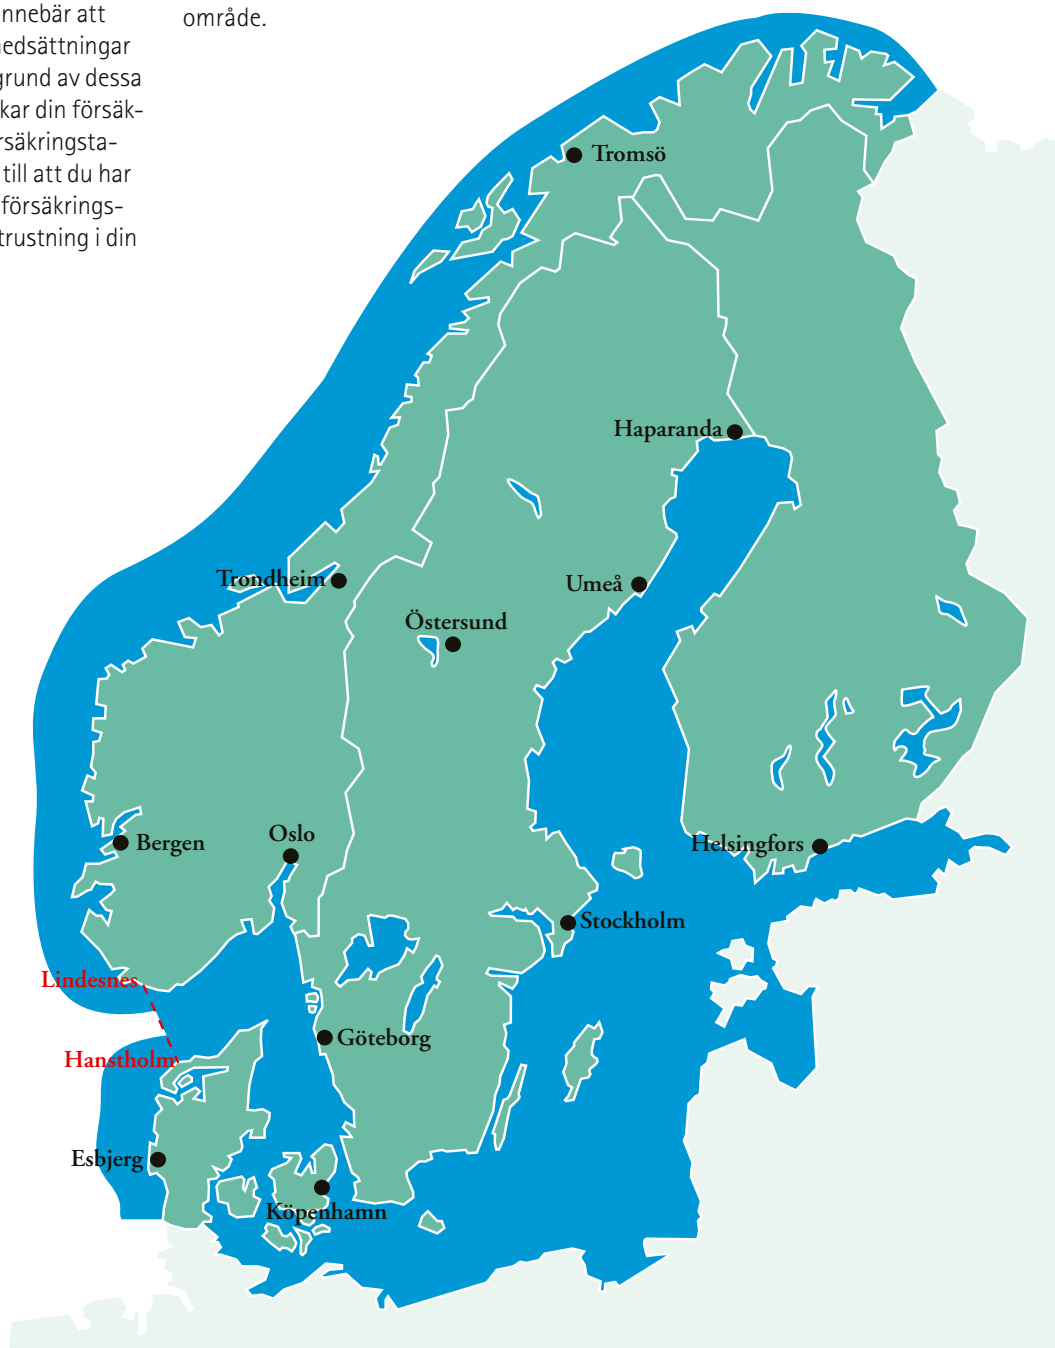 nnebär att
nedsättningar
grund av dessa
kar din försäk-
rsäkringsta-
till att du har
försäkrings-
trustning i din
område.
Tromsö
Haparanda
Trondheim
Umeå
Östersund
Bergen
Oslo
Helsingfors
Stockholm
Lindesnes
Göteborg
Hanstholm
Esbjerg
Köpenhamn